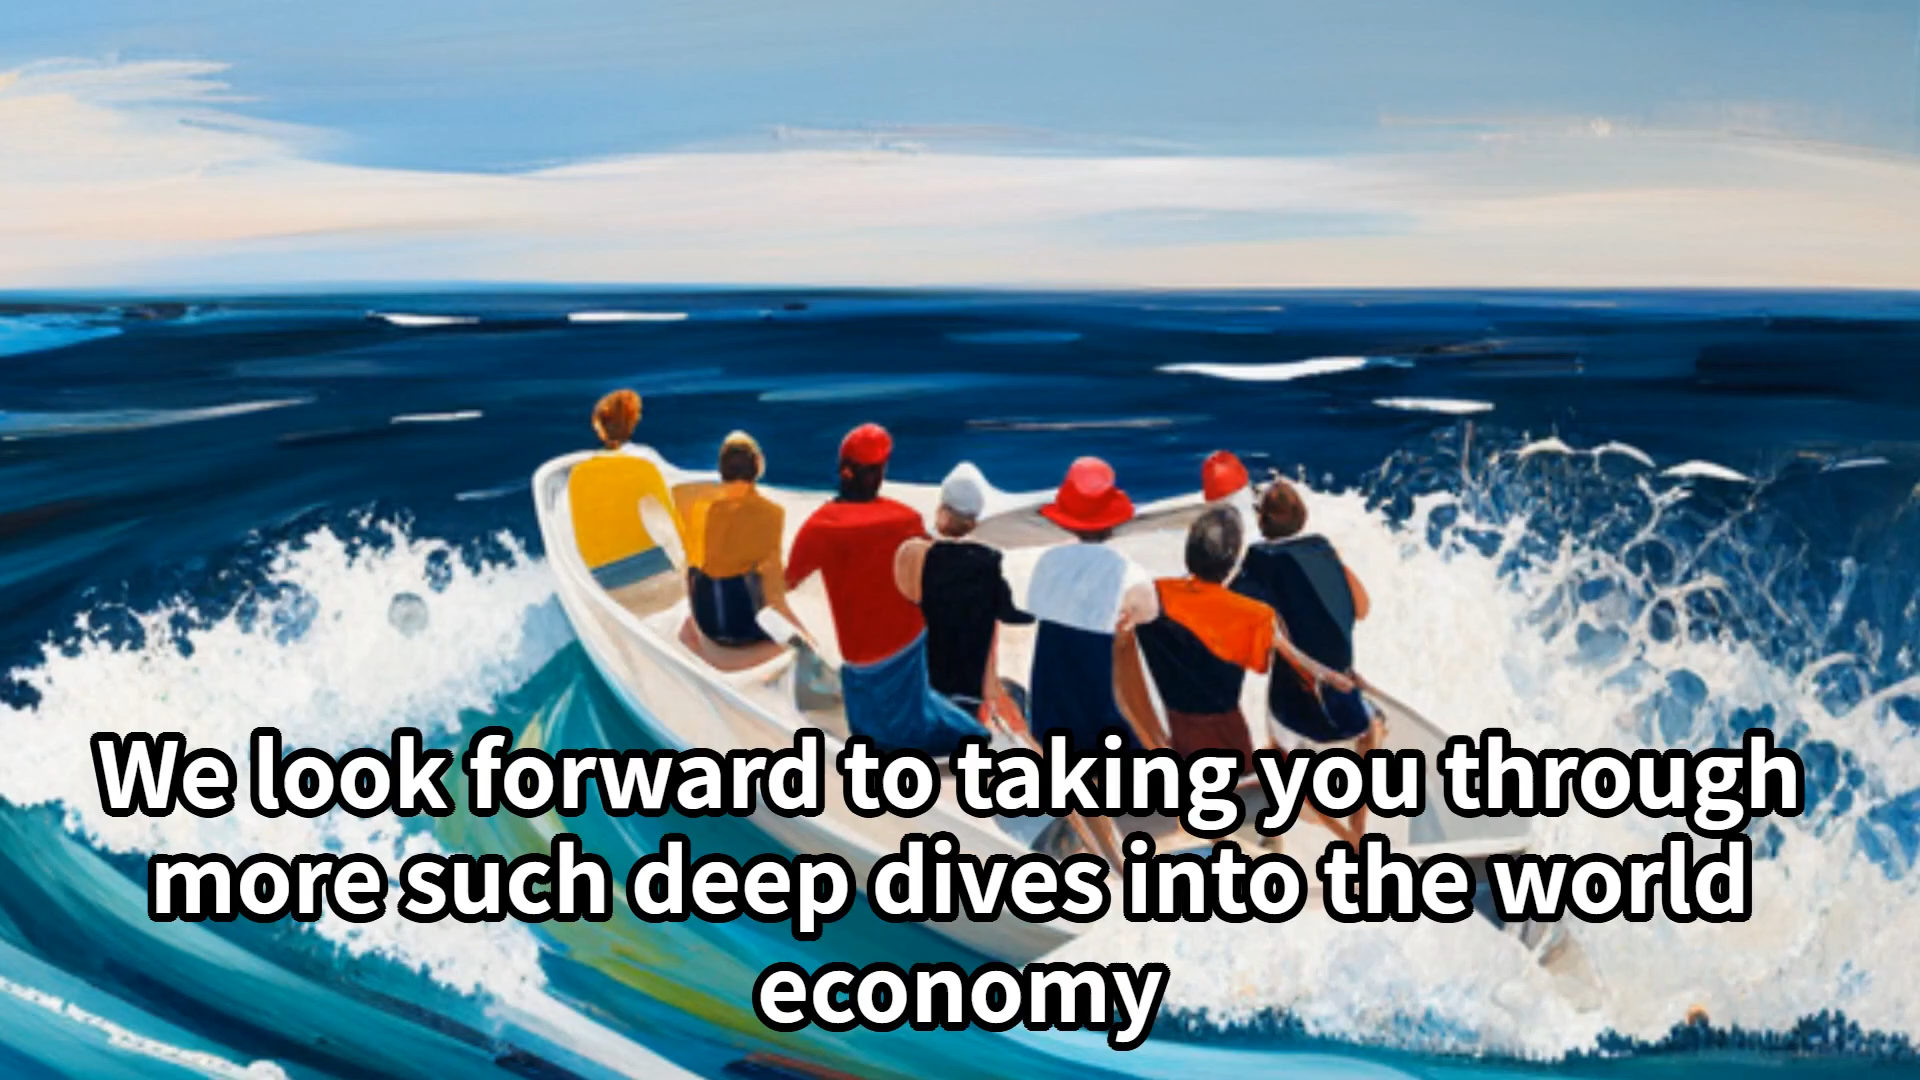 We look forward to taking you through
more such deep dives into the world
economy